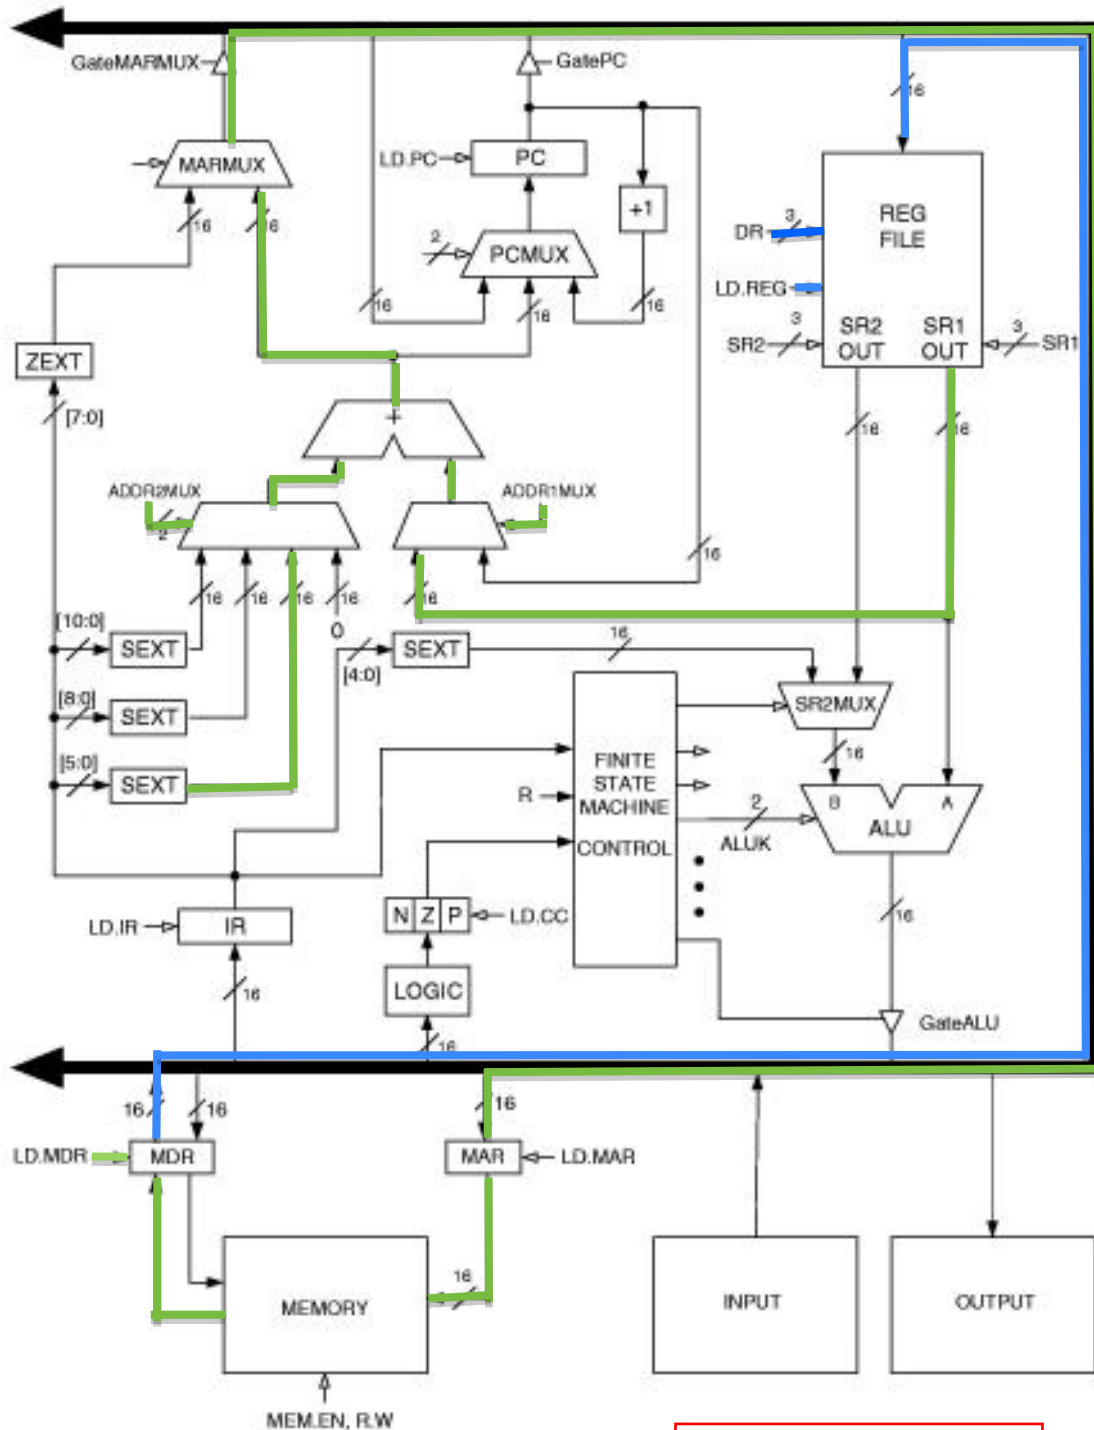 GateMARMUX
GatePC
16
MARMUX
LD.PC
PC
16
16
+1
REG
FILE
DR
3
2
PCMUX
LD.REG
16
16
16
SR2
3
SR2
OUT
SR1
OUT
3
SR1
ZEXT
[7:0]
+
16
16
ADDR2MUX
2
ADDR1MUX
16
16
16
16
16
16
[10:0]
SEXT
0
[4:0]
SEXT
16
[8:0]
SEXT
SR2MUX
16
[5:0]
SEXT
FINITE
STATE
MACHINE
CONTROL
R
2
ALUK
B
A
ALU
LD.IR
IR
N Z P
LD.CC
16
16
LOGIC
16
GateALU
16
16
16
LD.MDR
MDR
MAR
LD.MAR
16
MEMORY
INPUT
OUTPUT
MEM.EN, R.W